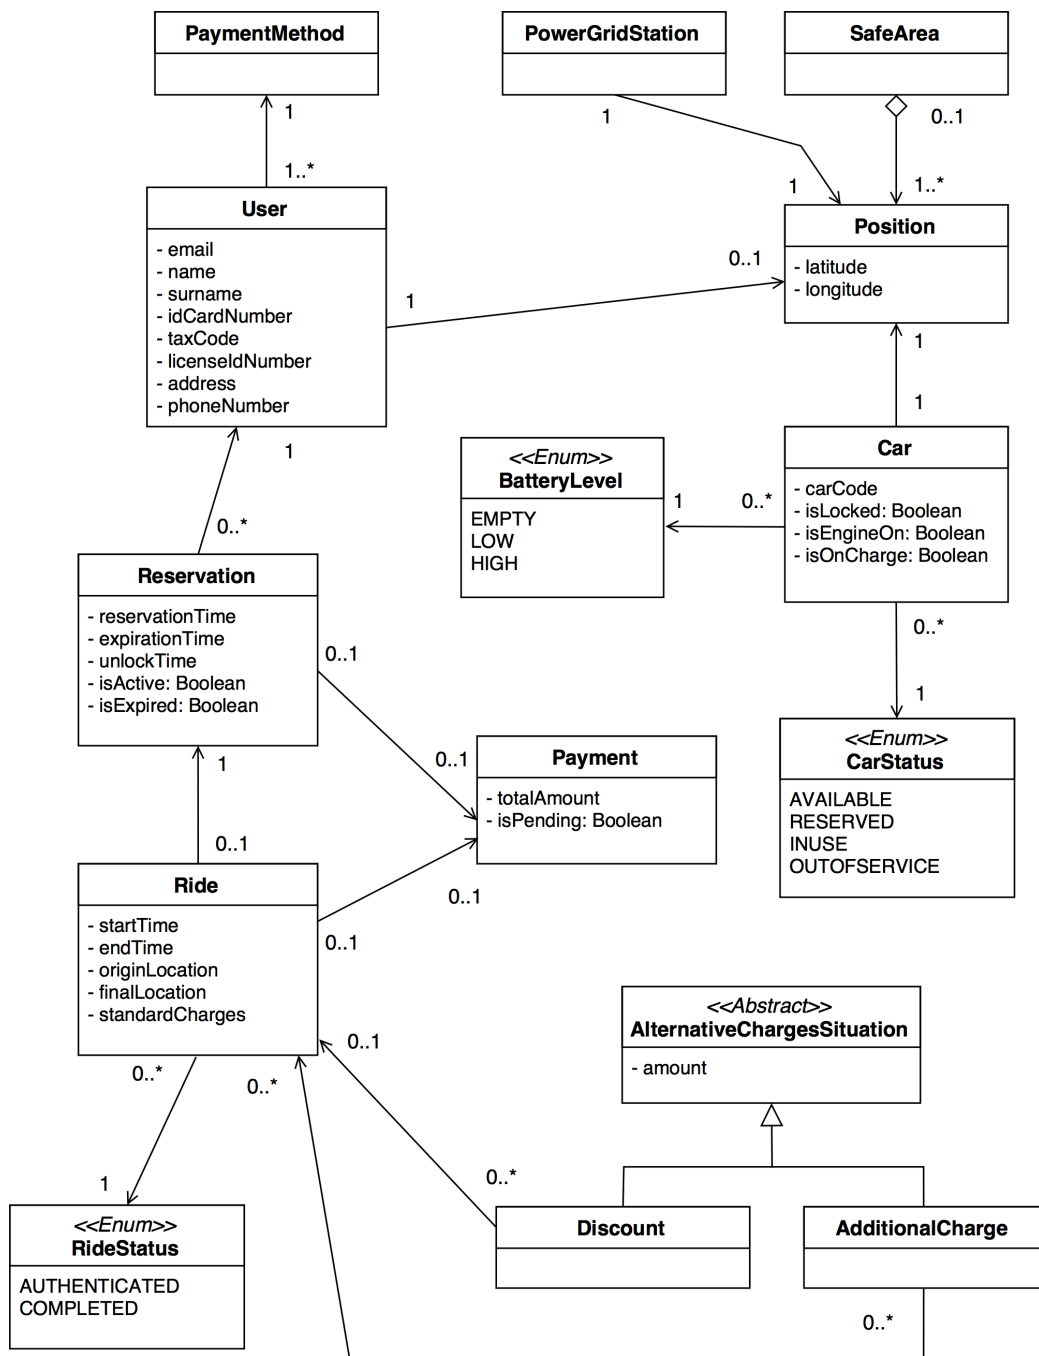 PaymentMethod
PowerGridStation
SafeArea
1
1
0..1
1..*
1
1..*
User
- email
- name
- surname
- idCardNumber
- taxCode
- licenseIdNumber
- address
- phoneNumber
Position
- latitude
- longitude
0..1
1
1
1
1
0..*
<<Enum>>
BatteryLevel
EMPTY
LOW
HIGH
1
0..*
Car
- carCode
- isLocked: Boolean
- isEngineOn: Boolean
- isOnCharge: Boolean
Reservation
- reservationTime
- expirationTime
- unlockTime
- isActive: Boolean
- isExpired: Boolean
0..1
0..*
1
0..1
1
Payment
- totalAmount
- isPending: Boolean
<<Enum>>
CarStatus
AVAILABLE
RESERVED
INUSE
OUTOFSERVICE
0..1
Ride
- startTime
- endTime
- originLocation
- finalLocation
- standardCharges
0..1
0..1
0..1
0..*
0..*
<<Abstract>>
AlternativeChargesSituation
- amount
1
0..*
<<Enum>>
RideStatus
AUTHENTICATED
COMPLETED
Discount
AdditionalCharge
0..*